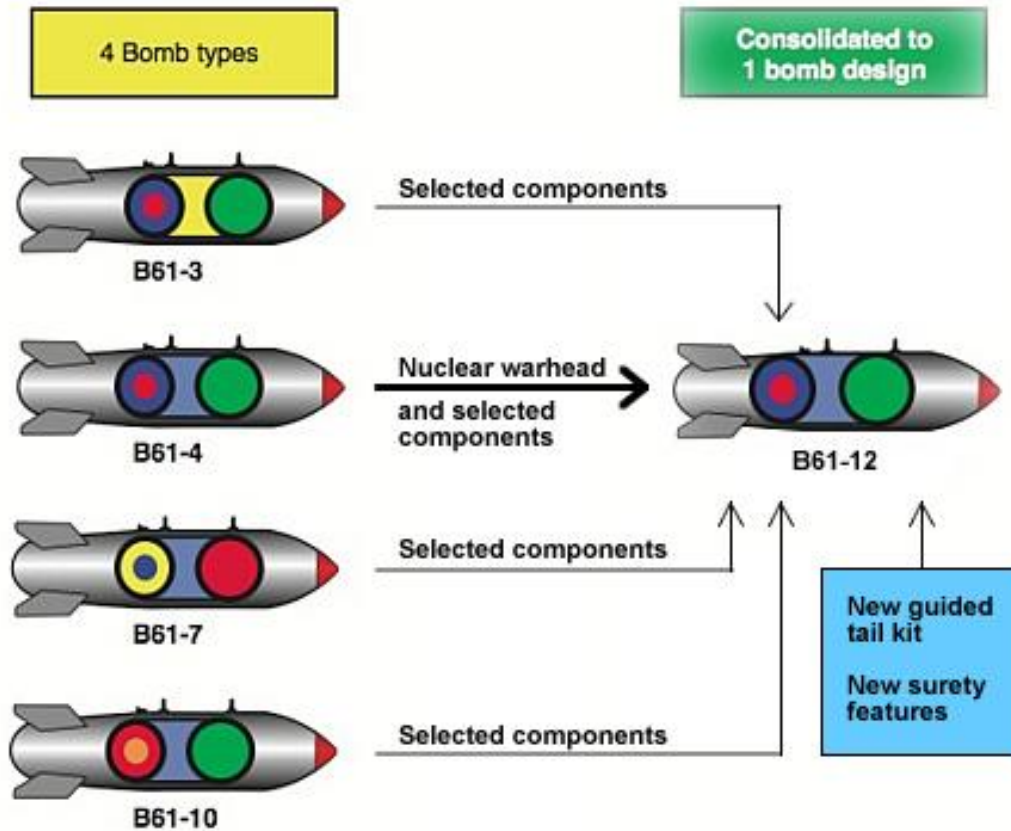 4 Bomb types
Consolidated to
1 bomb design
Selected components
B61-3
Nuclear warhead
and selected
components
B61-4
B61-12
Selected components
B61-7
New guided
tail kit
New surety
features
Selected components
B61-10